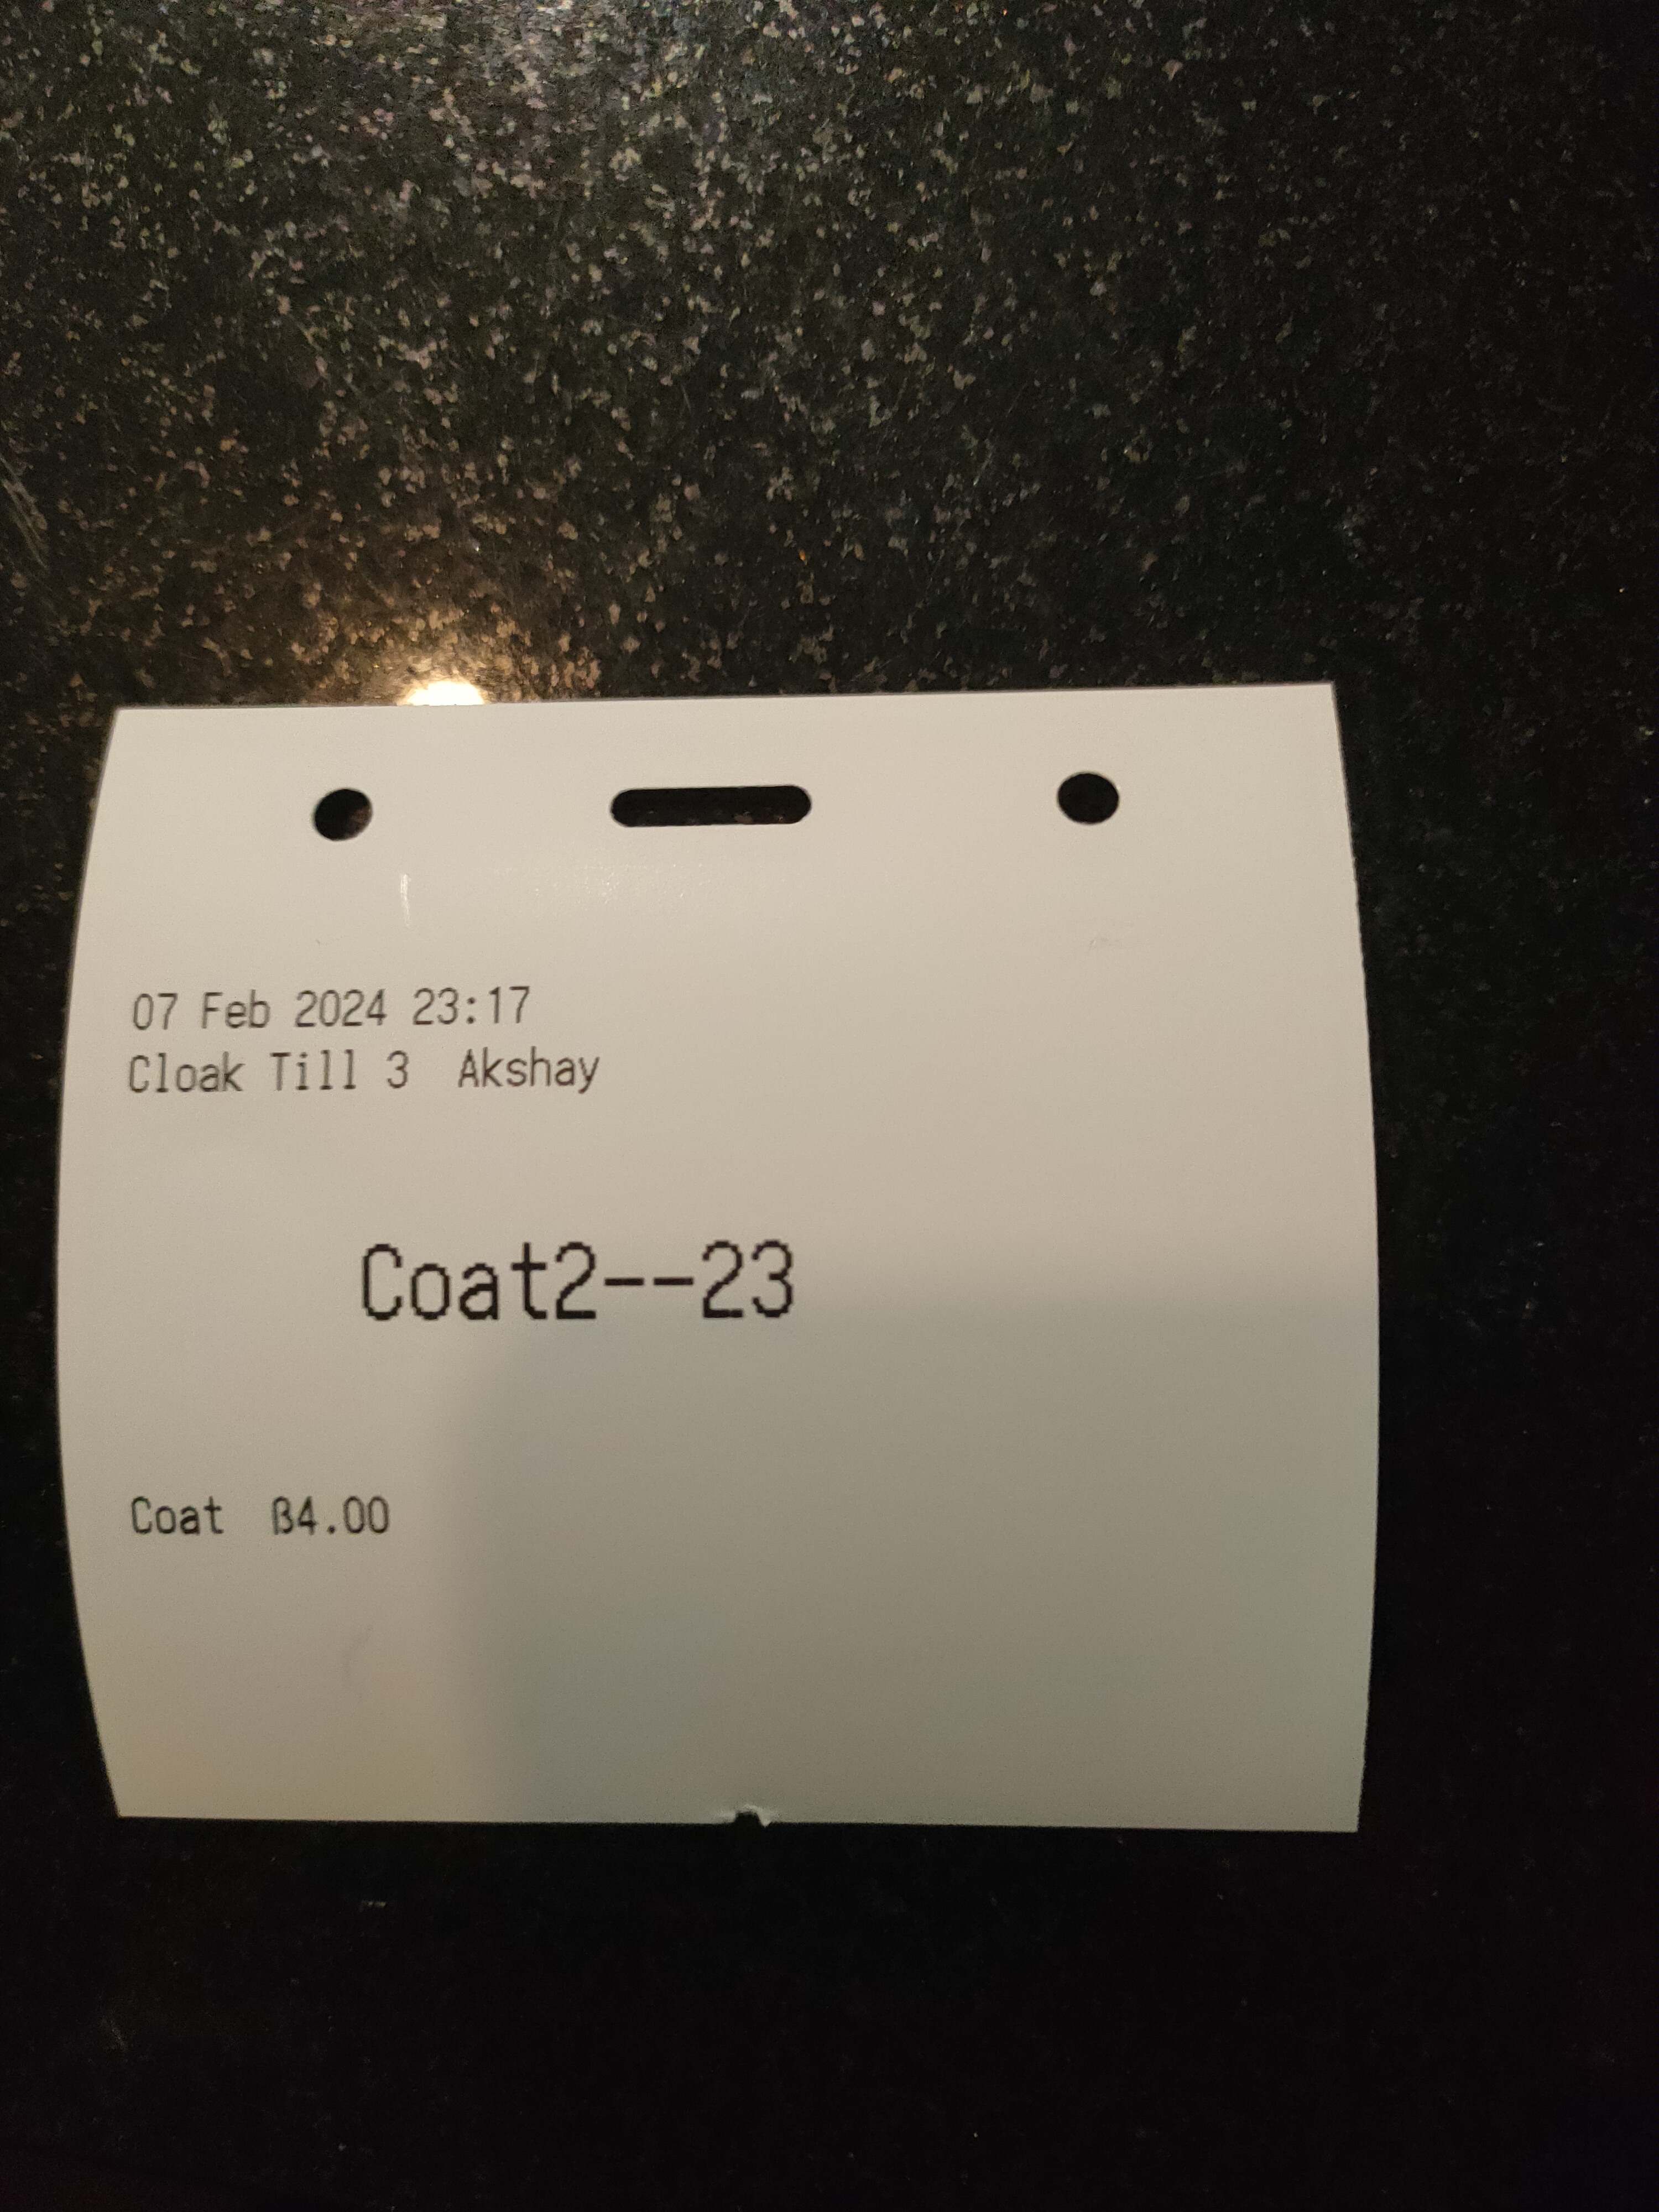 07 Feb 2024 23:17
Cloak Till 3 Akshay
Coat2--23
Coat ß4.00